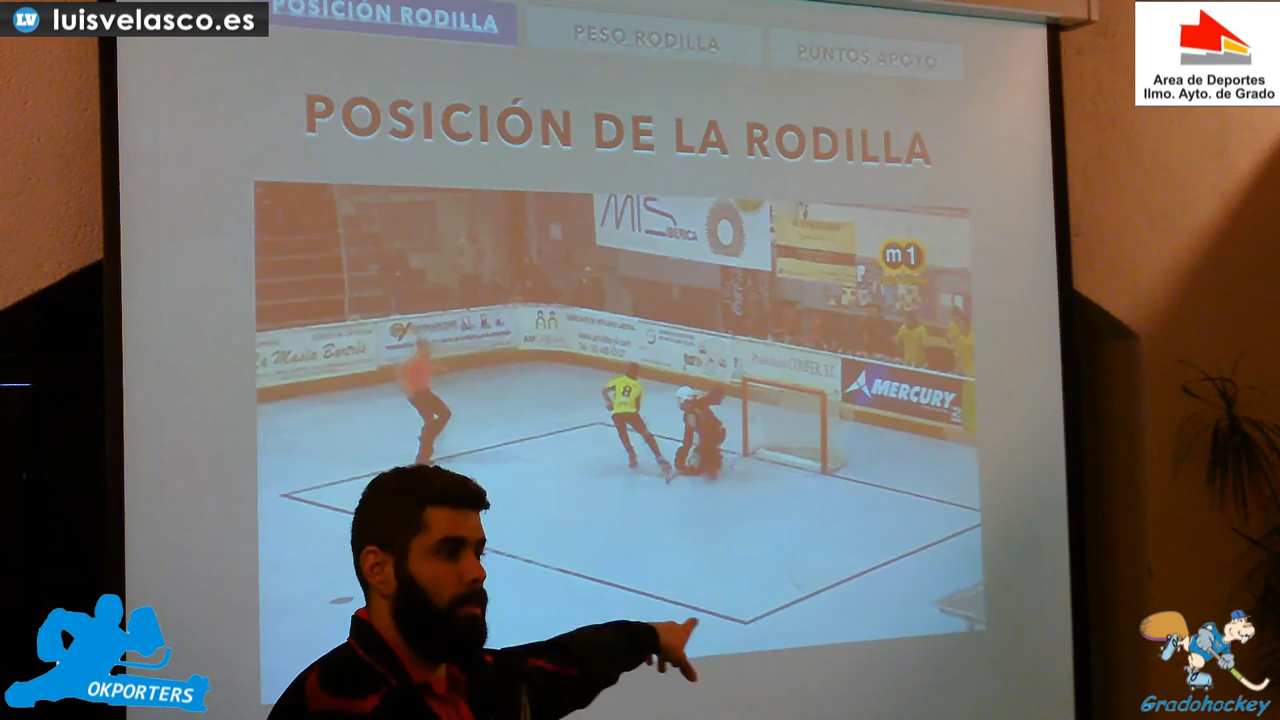 LV luisvelasco.es
POSICIÓN RODILLA
PESO RODILLA
PUNTOS APOYO
Area de Deportes
Ilmo. Ayto. de Grado
POSICIÓN DE LA RODILLA
MIS
IBERICA
m1
8
MERCURY
OKPORTERS
Gradohockey